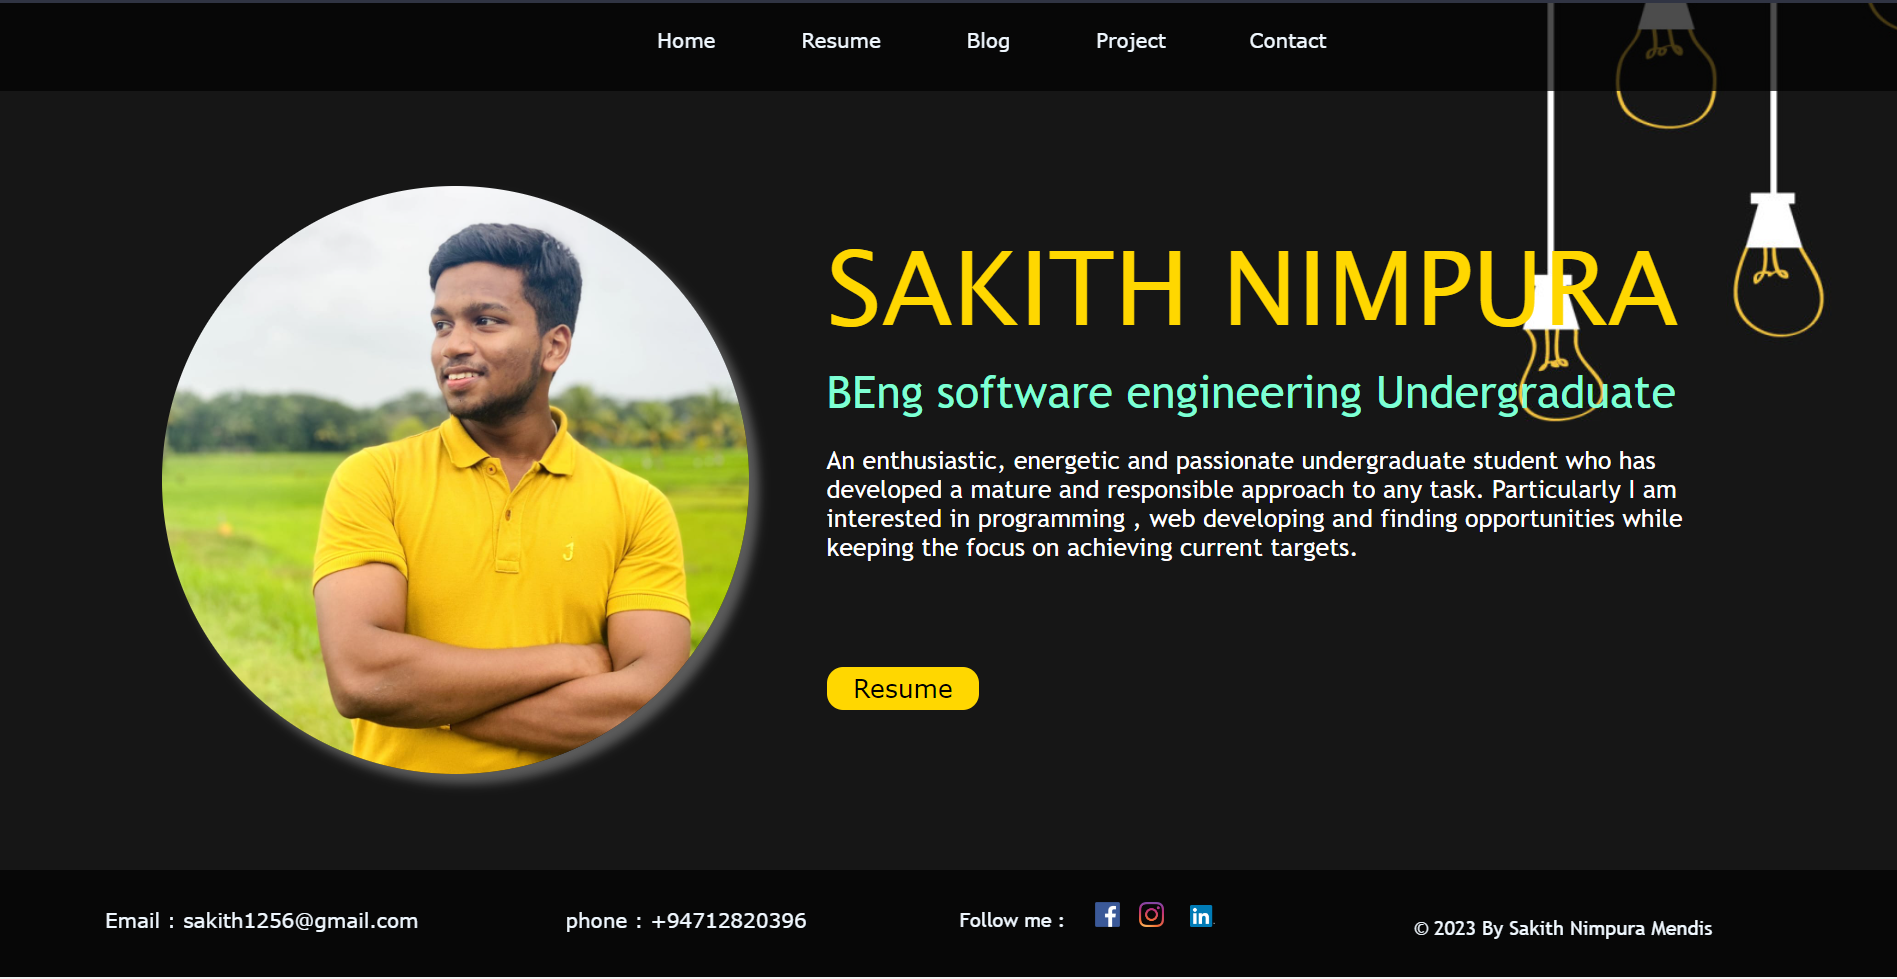 Home Resume Blog Project Contact
SAKITH NIMPURA
BEng software engineering Undergraduate
An enthusiastic, energetic and passionate undergraduate student who has
developed a mature and responsible approach to any task. Particularly I am
interested in programming , web developing and finding opportunities while
keeping the focus on achieving current targets.
Resume
Email : sakith1256@gmail.com phone : +94712820396 Follow me : © 2023 By Sakith Nimpura Mendis